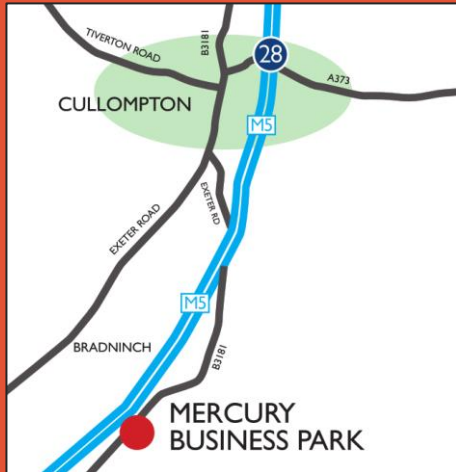 TIVERTON ROAD
B3181
28
A373
CULLOMPTON
M5
EXETER ROAD
EXETER RD
M5
BRADNINCH
B3181
MERCURY
BUSINESS PARK